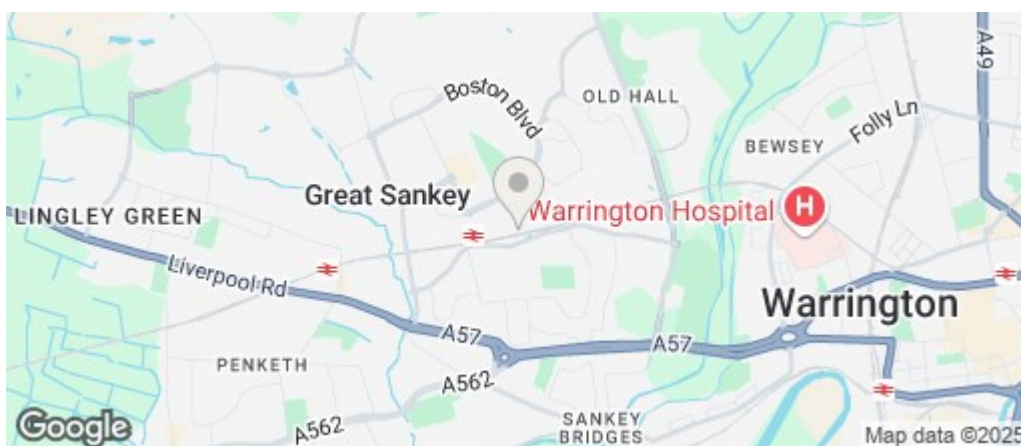 A49
Boston Blvd
OLD HALL
Folly Ln
BEWSEY
Great Sankey
Warrington Hospital
H
LINGLEY GREEN
Liverpool Rd
Warrington
A57
A57
PENKETH
A562
SANKEY
BRIDGES
A562
Google
Map data ©2025